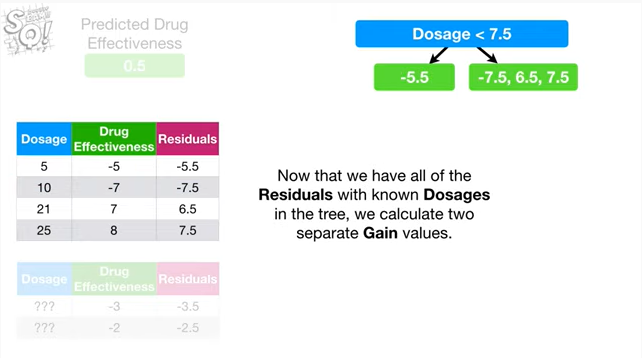 SQ!
Predicted Drug
Effectiveness
0.5
Dosage < 7.5
-5.5
-7.5, 6.5, 7.5
Dosage Drug Effectiveness Residuals
5 -5 -5.5
10 -7 -7.5
21 7 6.5
25 8 7.5
Now that we have all of the
Residuals with known Dosages
in the tree, we calculate two
separate Gain values.
Dosage Drug Effectiveness Residuals
??? -3 -3.5
??? -2 -2.5